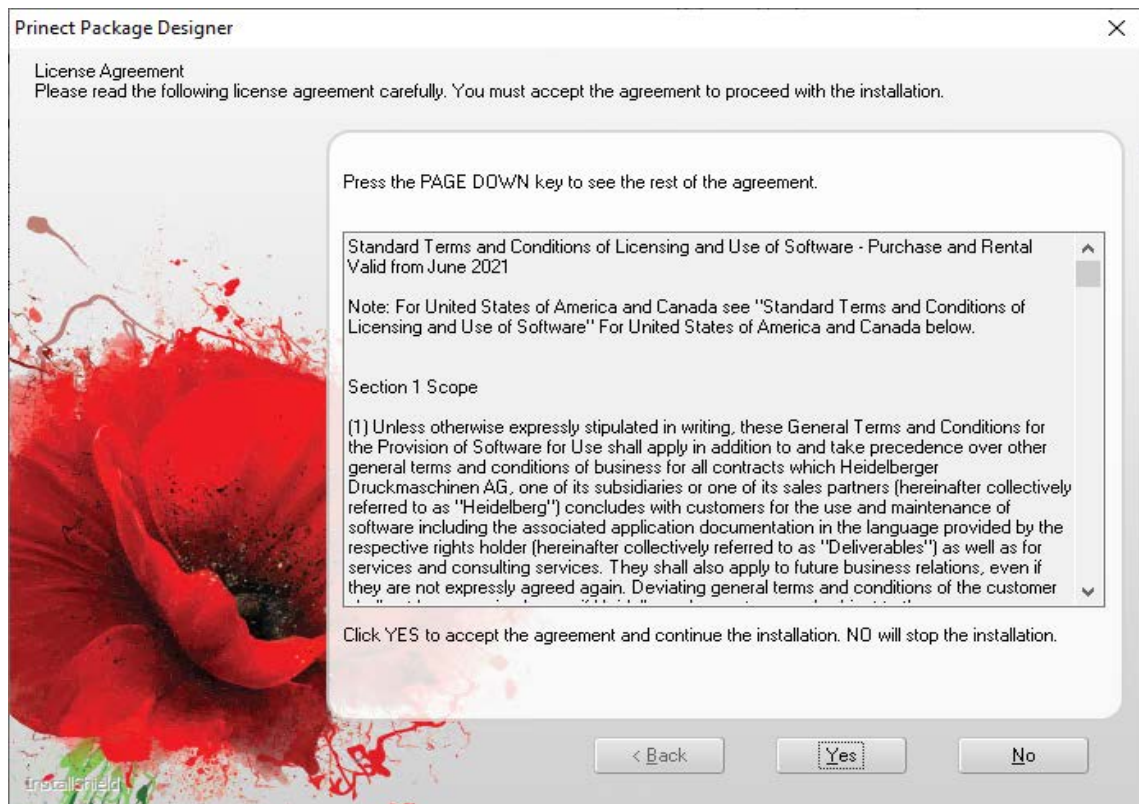 Prinect Package Designer
License Agreement
Please read the following license agreement carefully. You must accept the agreement to proceed with the installation.
Press the PAGE DOWN key to see the rest of the agreement.
Standard Terms and Conditions of Licensing and Use of Software - Purchase and Rental
Valid from June 2021
Note: For United States of America and Canada see "Standard Terms and Conditions of
Licensing and Use of Software" For United States of America and Canada below.
Section 1 Scope
(1) Unless otherwise expressly stipulated in writing, these General Terms and Conditions for
the Provision of Software for Use shall apply in addition to and take precedence over other
general terms and conditions of business for all contracts which Heidelberger
Druckmaschinen AG, one of its subsidiaries or one of its sales partners (hereinafter collectively
referred to as "Heidelberg") concludes with customers for the use and maintenance of
software including the associated application documentation in the language provided by the
respective rights holder (hereinafter collectively referred to as "Deliverables") as well as for
services and consulting services. They shall also apply to future business relations, even if
they are not expressly agreed again. Deviating general terms and conditions of the customer
Click YES to accept the agreement and continue the installation. NO will stop the installation.
< Back
Yes
No
InstallShield